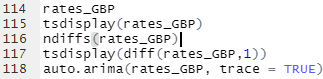 114 rates_GBP
115 tsdisplay(rates_GBP)
116 ndiffs(rates_GBP)
117 tsdisplay(diff(rates_GBP,1))
118 auto.arima(rates_GBP, trace = TRUE)